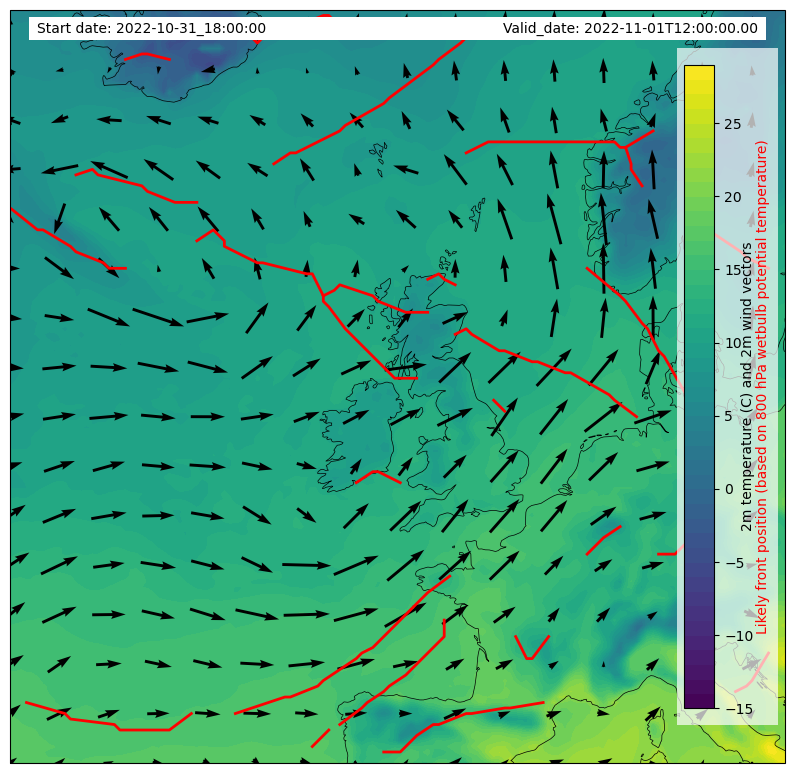 Start date: 2022-10-31_18:00:00
Valid_date: 2022-11-01T12:00:00.00
25
20
15
10
5
0
−5
−10
−15
2m temperature (C) and 2m wind vectors
Likely front position (based on 800 hPa wetbulb potential temperature)